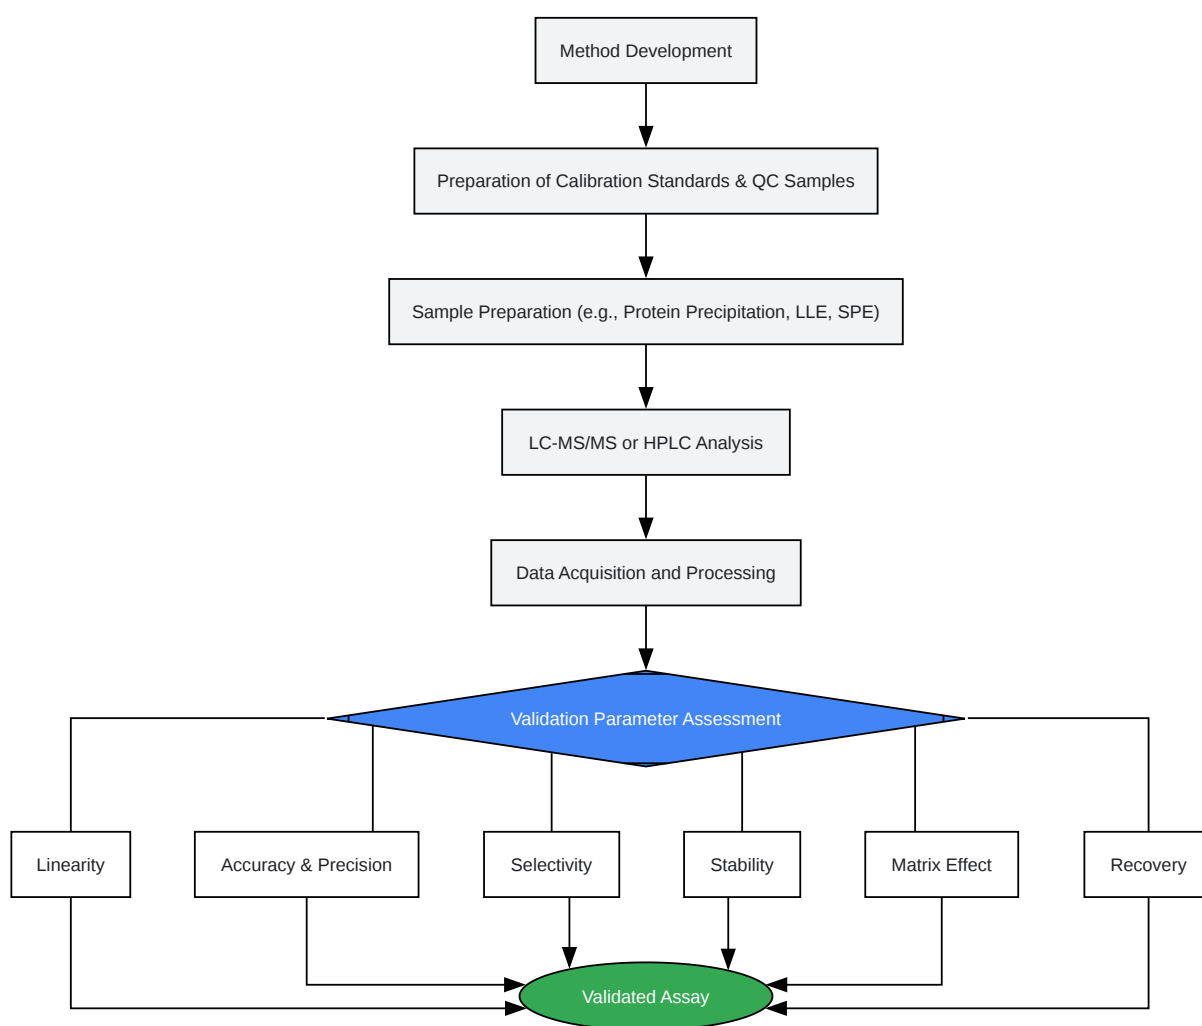 Method Development
Preparation of Calibration Standards & QC Samples
Sample Preparation (e.g., Protein Precipitation, LLE, SPE)
LC-MS/MS or HPLC Analysis
Data Acquisition and Processing
Validation Parameter Assessment
Linearity
Accuracy & Precision
Selectivity
Stability
Matrix Effect
Recovery
Validated Assay